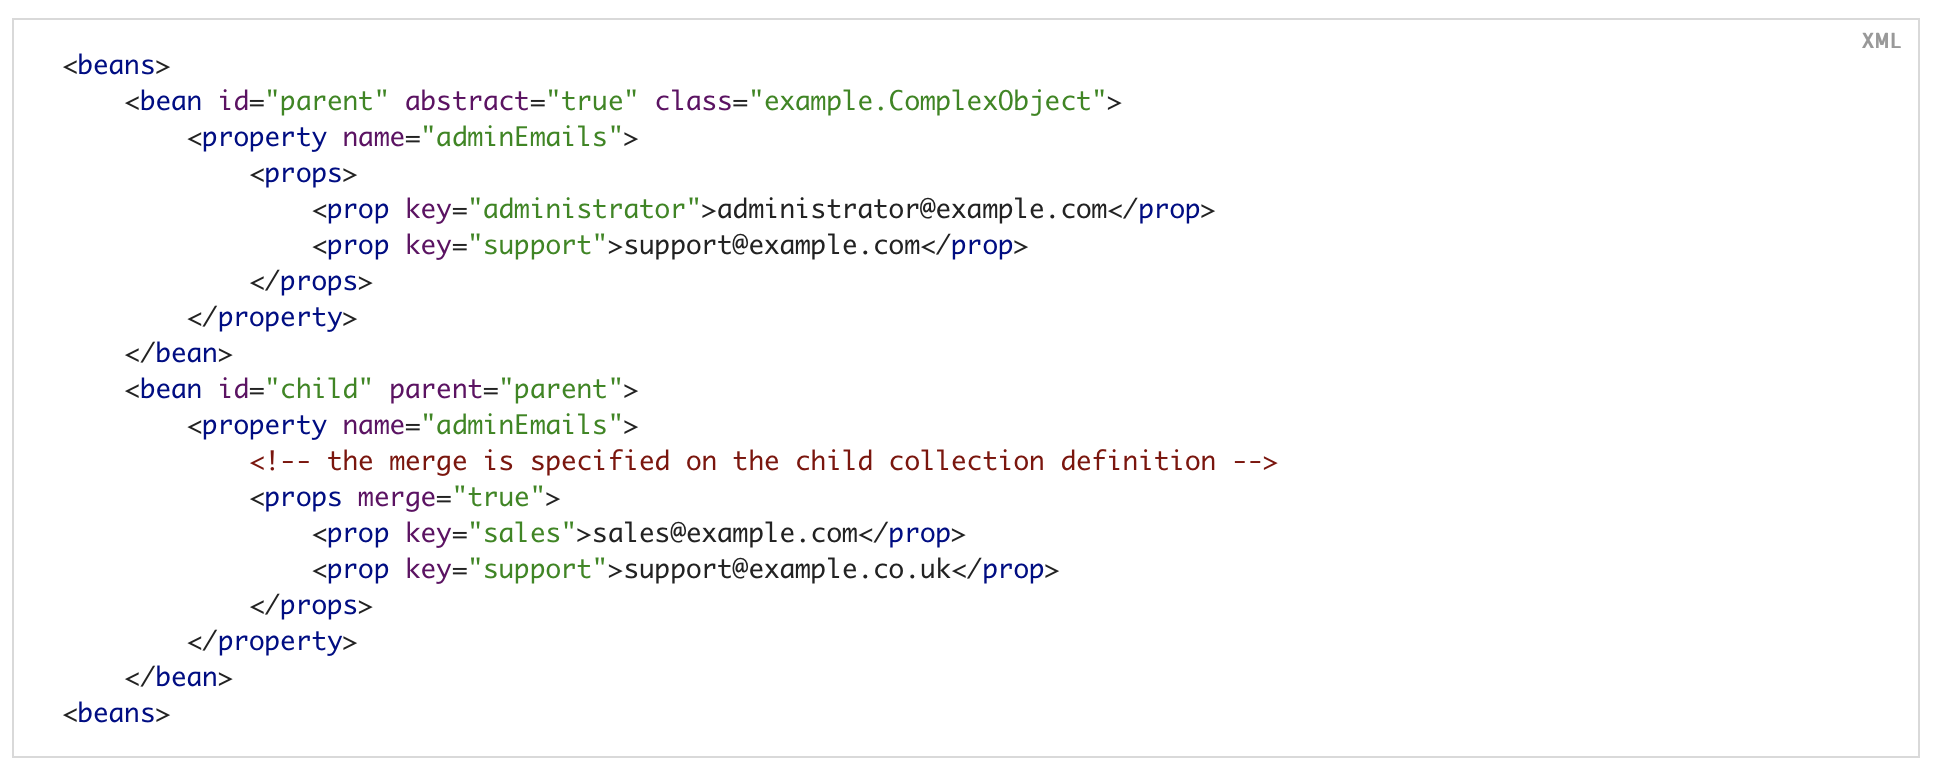 XML
<beans>
    <bean id="parent" abstract="true" class="example.ComplexObject">
        <property name="adminEmails">
            <props>
                <prop key="administrator">administrator@example.com</prop>
                <prop key="support">support@example.com</prop>
            </props>
        </property>
    </bean>
    <bean id="child" parent="parent">
        <property name="adminEmails">
            <!-- the merge is specified on the child collection definition -->
            <props merge="true">
                <prop key="sales">sales@example.com</prop>
                <prop key="support">support@example.co.uk</prop>
            </props>
        </property>
    </bean>
<beans>